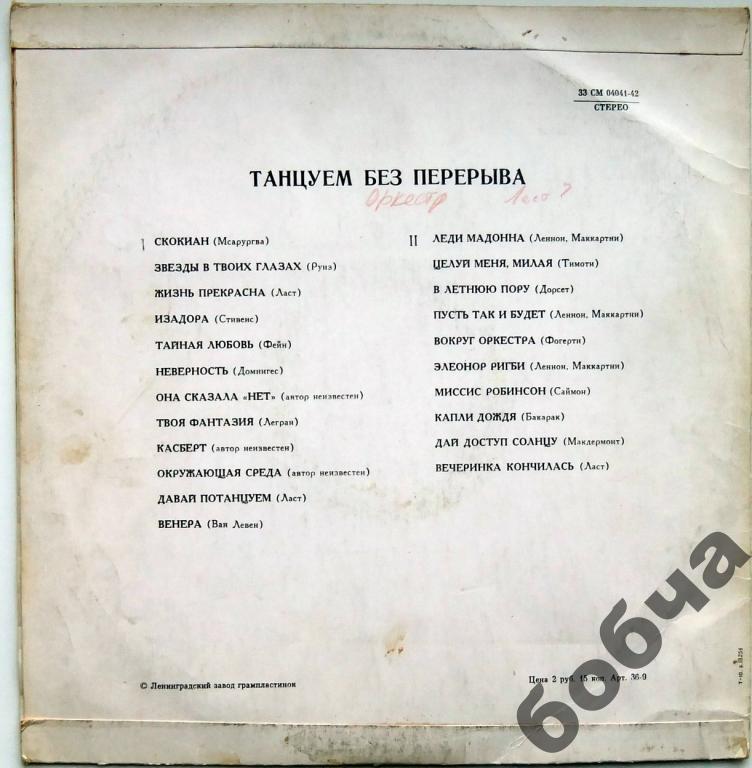 33 СМ 04041-42
СТЕРЕО
ТАНЦУЕМ БЕЗ ПЕРЕРЫВА
Оркестр Ласт ?
I
СКОКИАН (Мсарургва)
ЗВЕЗДЫ В ТВОИХ ГЛАЗАХ (Рунэ)
ЖИЗНЬ ПРЕКРАСНА (Ласт)
ИЗАДОРА (Стивенс)
ТАЙНАЯ ЛЮБОВЬ (Фейн)
НЕВЕРНОСТЬ (Домингес)
ОНА СКАЗАЛА «НЕТ» (автор неизвестен)
ТВОЯ ФАНТАЗИЯ (Легран)
КАСБЕРТ (автор неизвестен)
ОКРУЖАЮЩАЯ СРЕДА (автор неизвестен)
ДАВАЙ ПОТАНЦУЕМ (Ласт)
ВЕНЕРА (Ван Левен)
II
ЛЕДИ МАДОННА (Леннон, Маккартни)
ЦЕЛУЙ МЕНЯ, МИЛАЯ (Тимоти)
В ЛЕТНЮЮ ПОРУ (Дорсет)
ПУСТЬ ТАК И БУДЕТ (Леннон, Маккартни)
ВОКРУГ ОРКЕСТРА (Фогерти)
ЭЛЕОНОР РИГБИ (Леннон, Маккартни)
МИССИС РОБИНСОН (Саймон)
КАПЛИ ДОЖДЯ (Бакарак)
ДАЙ ДОСТУП СОЛНЦУ (Макдермонт)
ВЕЧЕРИНКА КОНЧИЛАСЬ (Ласт)
© Ленинградский завод грампластинок
Цена 2 руб. 15 коп. Арт. 36-9
бобча